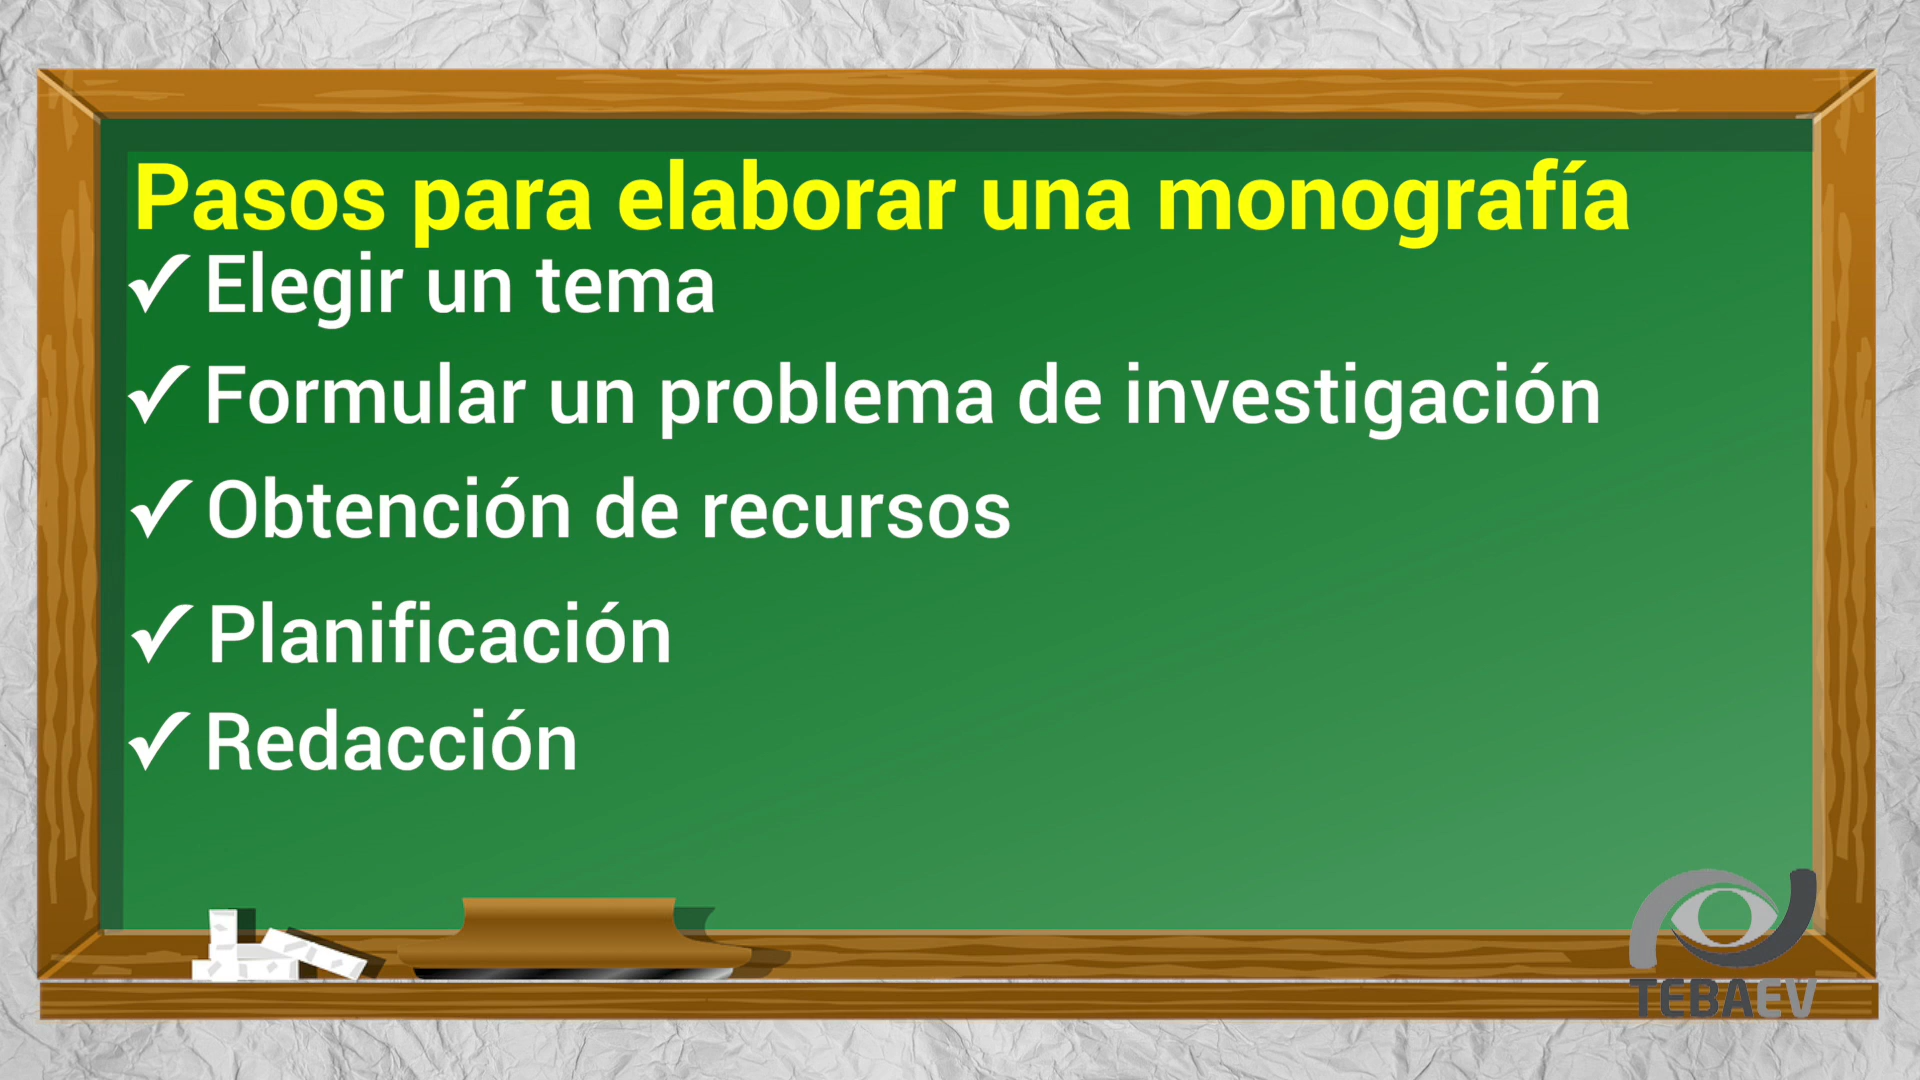 Pasos para elaborar una monografía
✓ Elegir un tema
✓ Formular un problema de investigación
✓ Obtención de recursos
✓ Planificación
✓ Redacción
TEBAEV